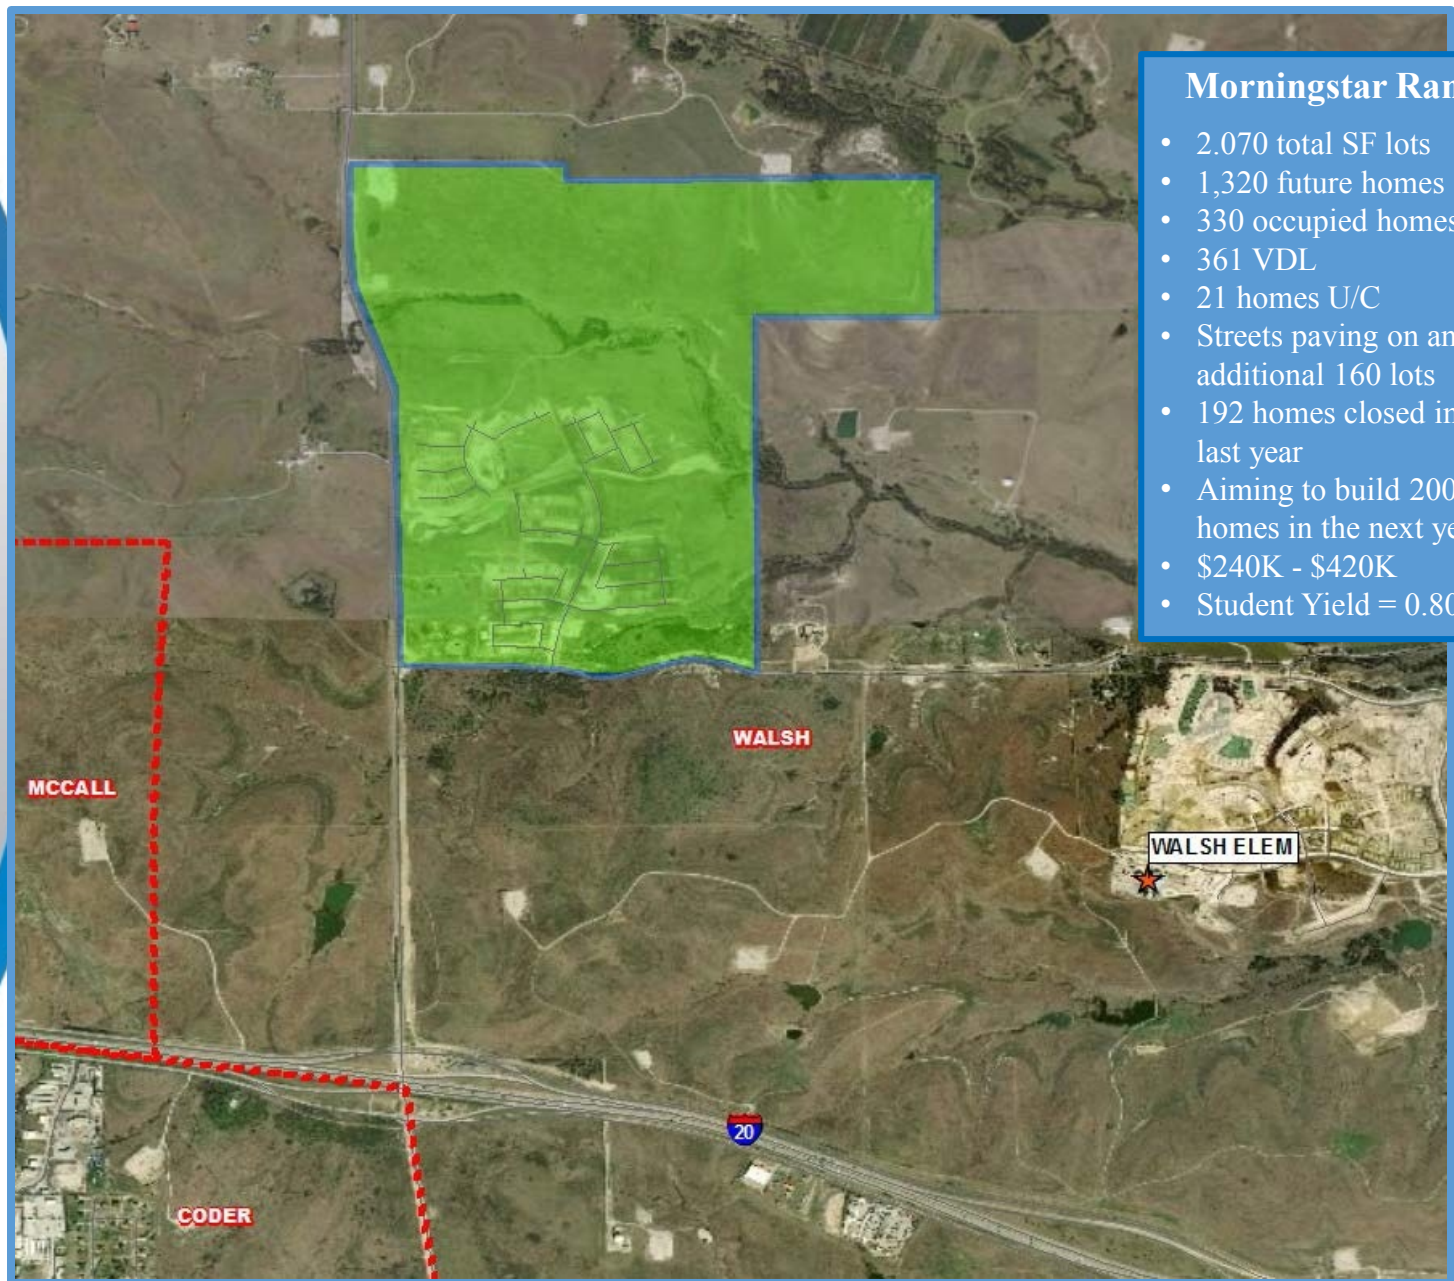 Morningstar Ran
• 2.070 total SF lots
• 1,320 future homes
• 330 occupied homes
• 361 VDL
• 21 homes U/C
• Streets paving on an
additional 160 lots
• 192 homes closed in
last year
• Aiming to build 200
homes in the next ye
• $240K - $420K
• Student Yield = 0.80
WALSH
MCCALL
WALSH ELEM
20
CODER